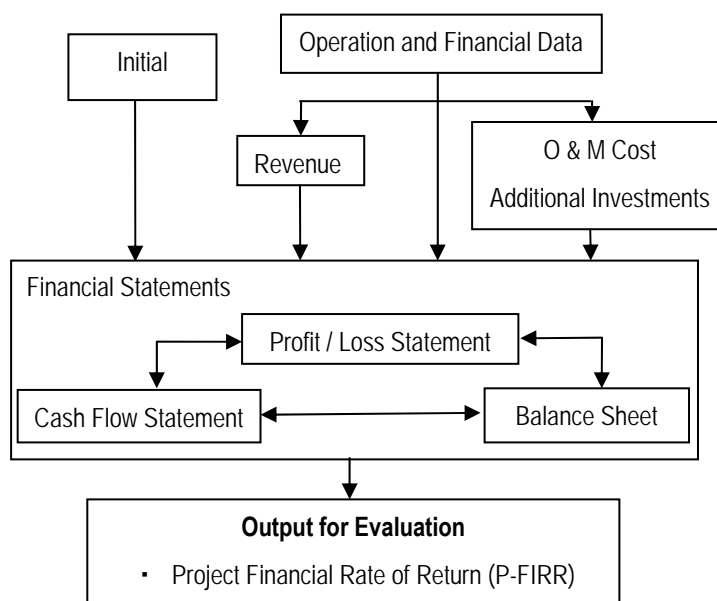 Operation and Financial Data
Initial
Revenue
O & M Cost
Additional Investments
Financial Statements
Profit / Loss Statement
Cash Flow Statement
Balance Sheet
Output for Evaluation
・ Project Financial Rate of Return (P-FIRR)